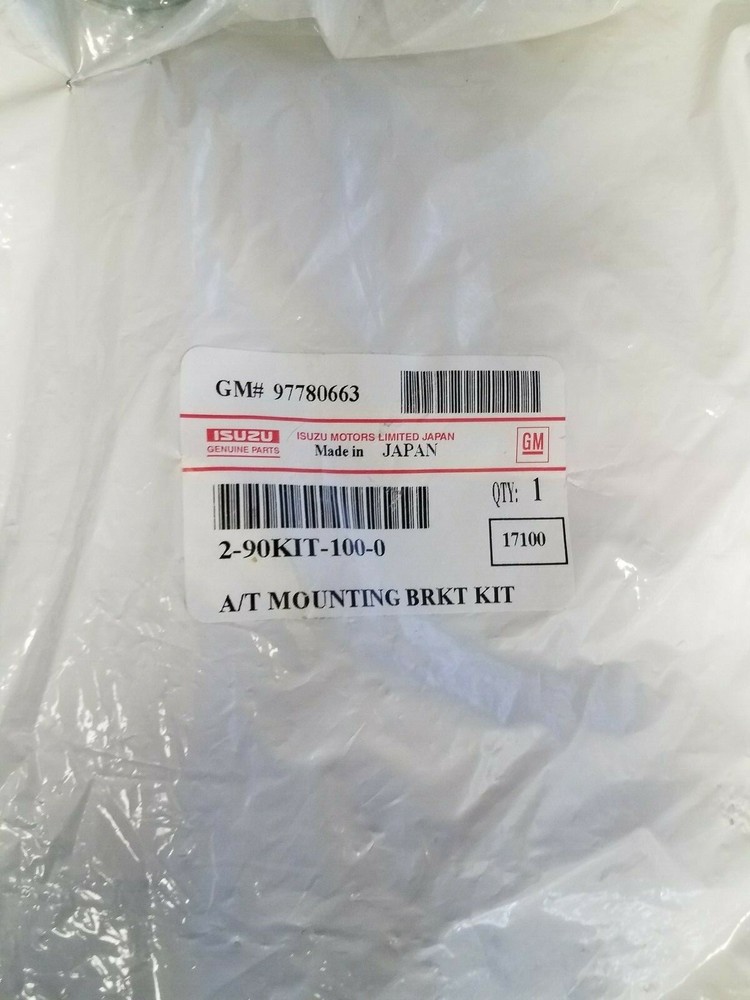 GM# 97780663
ISUZU
GENUINE PARTS
ISUZU MOTORS LIMITED JAPAN
Made in JAPAN
GM
QTY: 1
2-90KIT-100-0
17100
A/T MOUNTING BRKT KIT